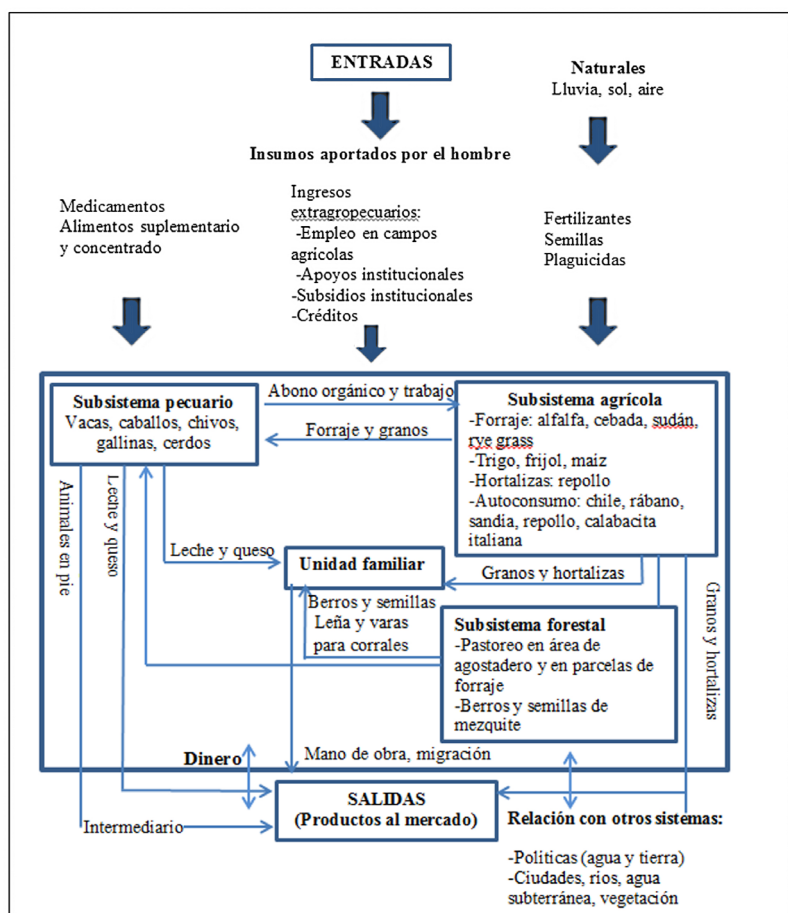 ENTRADAS
Naturales
Lluvia, sol, aire
Insumos aportados por el hombre
Medicamentos
Alimentos suplementario
y concentrado
Ingresos
extragropecuarios:
-Empleo en campos
agrícolas
-Apoyos institucionales
-Subsidios institucionales
-Créditos
Fertilizantes
Semillas
Plaguicidas
Subsistema pecuario
Vacas, caballos, chivos,
gallinas, cerdos
Abono orgánico y trabajo
Forraje y granos
Subsistema agrícola
-Forraje: alfalfa, cebada, sudán,
rye grass
-Trigo, frijol, maíz
-Hortalizas: repollo
-Autoconsumo: chile, rábano,
sandía, repollo, calabacita
italiana
Animales en pie
Leche y queso
Leche y queso
Unidad familiar
Granos y hortalizas
Granos y hortalizas
Berros y semillas
Leña y varas
para corrales
Subsistema forestal
-Pastoreo en área de
agostadero y en parcelas de
forraje
-Berros y semillas de
mezquite
Dinero
Mano de obra, migración
SALIDAS
(Productos al mercado)
Intermediario
Relación con otros sistemas:
-Políticas (agua y tierra)
-Ciudades, ríos, agua
subterránea, vegetación